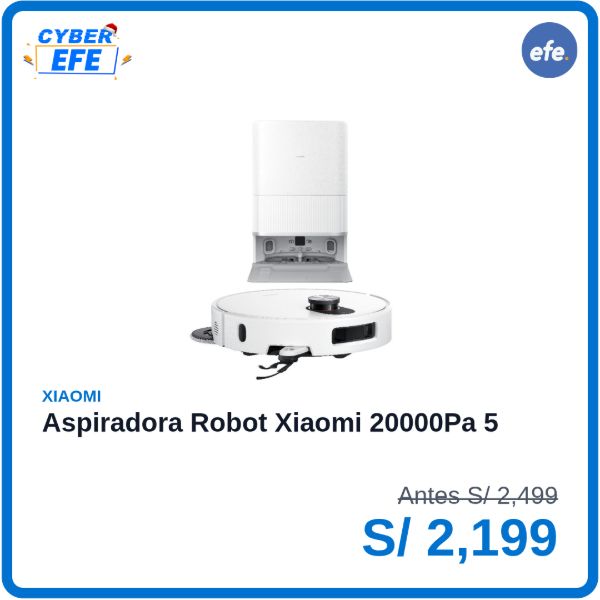 CYBER
EFE
efe.
XIAOMI
Aspiradora Robot Xiaomi 20000Pa 5
Antes S/ 2,499
S/ 2,199